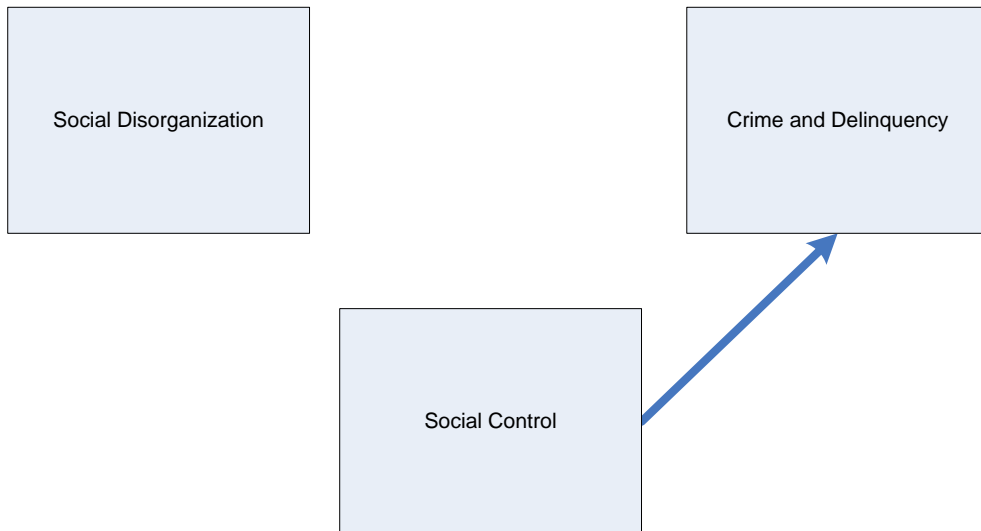 Social Disorganization
Crime and Delinquency
Social Control